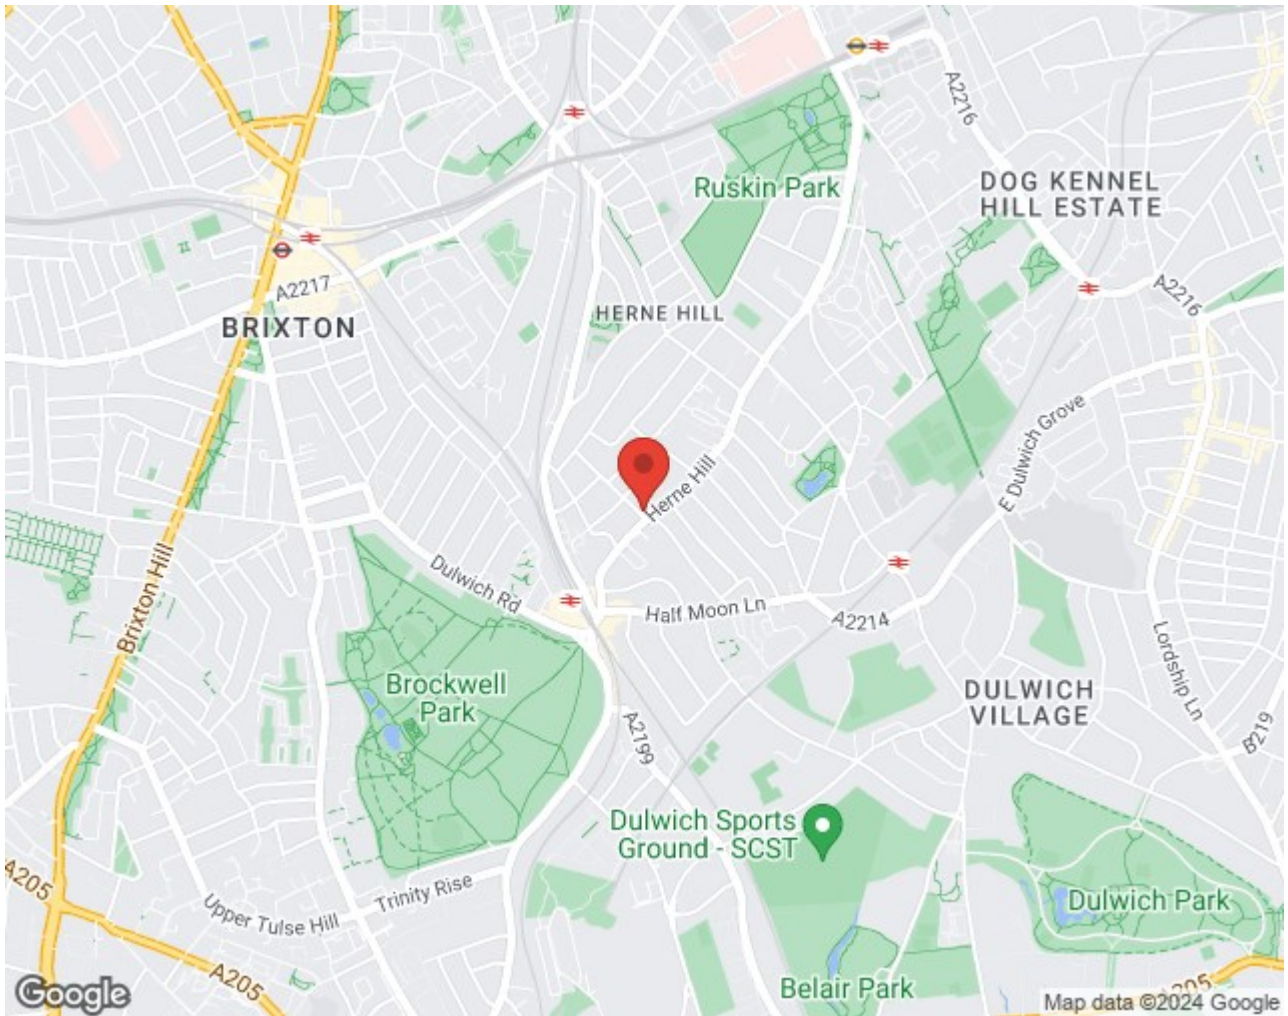 A2216
Ruskin Park
DOG KENNEL
HILL ESTATE
A2217
A2216
HERNE HILL
BRIXTON
E Dulwich Grove
Herne Hill
Brixton Hill
Dulwich Rd
Half Moon Ln
A2214
Lordship Ln
Brockwell
Park
DULWICH
VILLAGE
A2199
B219
Dulwich Sports
Ground - SCST
A205
Trinity Rise
Upper Tulse Hill
Dulwich Park
A205
Belair Park
A205
Google
Map data ©2024 Google